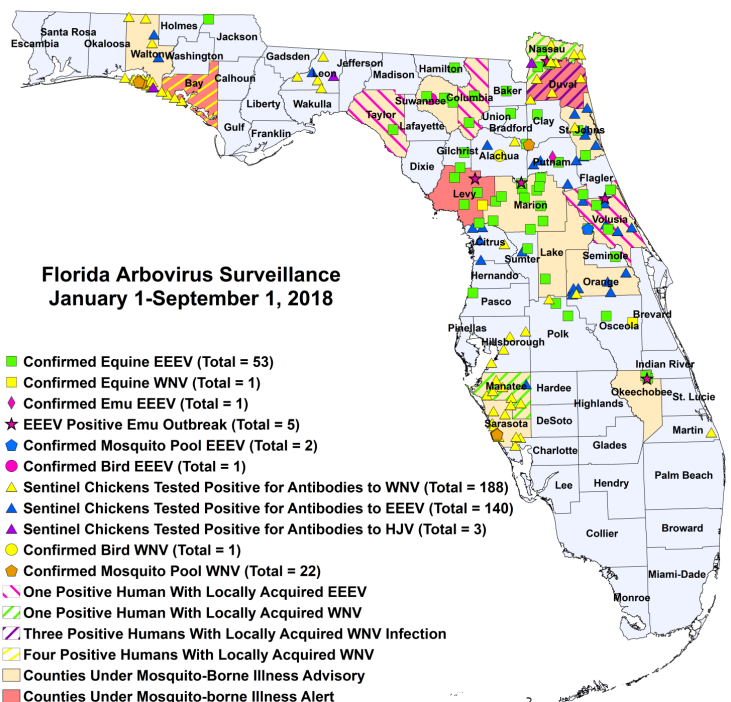 Holmes
Santa Rosa
Jackson
Escambia
Okaloosa
Walton
Washington
Gadsden
Jefferson
Leon
Madison
Hamilton
Nassau
Bay
Calhoun
Liberty
Wakulla
Gulf
Franklin
Taylor
Suwannee
Columbia
Baker
Duval
Lafayette
Union
Bradford
Clay
St. Johns
Gilchrist
Alachua
Putnam
Dixie
Flagler
Levy
Marion
Volusia
Citrus
Sumter
Lake
Seminole
Hernando
Orange
Pasco
Brevard
Osceola
Polk
Pinellas
Hillsborough
Indian River
Manatee
Hardee
Okeechobee
St. Lucie
Highlands
Sarasota
DeSoto
Martin
Charlotte
Glades
Lee
Hendry
Palm Beach
Collier
Broward
Miami-Dade
Monroe
Florida Arbovirus Surveillance
January 1-September 1, 2018
Confirmed Equine EEEV (Total = 53)
Confirmed Equine WNV (Total = 1)
Confirmed Emu EEEV (Total = 1)
EEEV Positive Emu Outbreak (Total = 5)
Confirmed Mosquito Pool EEEV (Total = 2)
Confirmed Bird EEEV (Total = 1)
Sentinel Chickens Tested Positive for Antibodies to WNV (Total = 188)
Sentinel Chickens Tested Positive for Antibodies to EEEV (Total = 140)
Sentinel Chickens Tested Positive for Antibodies to HJV (Total = 3)
Confirmed Bird WNV (Total = 1)
Confirmed Mosquito Pool WNV (Total = 22)
One Positive Human With Locally Acquired EEEV
One Positive Human With Locally Acquired WNV
Three Positive Humans With Locally Acquired WNV Infection
Four Positive Humans With Locally Acquired WNV
Counties Under Mosquito-Borne Illness Advisory
Counties Under Mosquito-borne Illness Alert